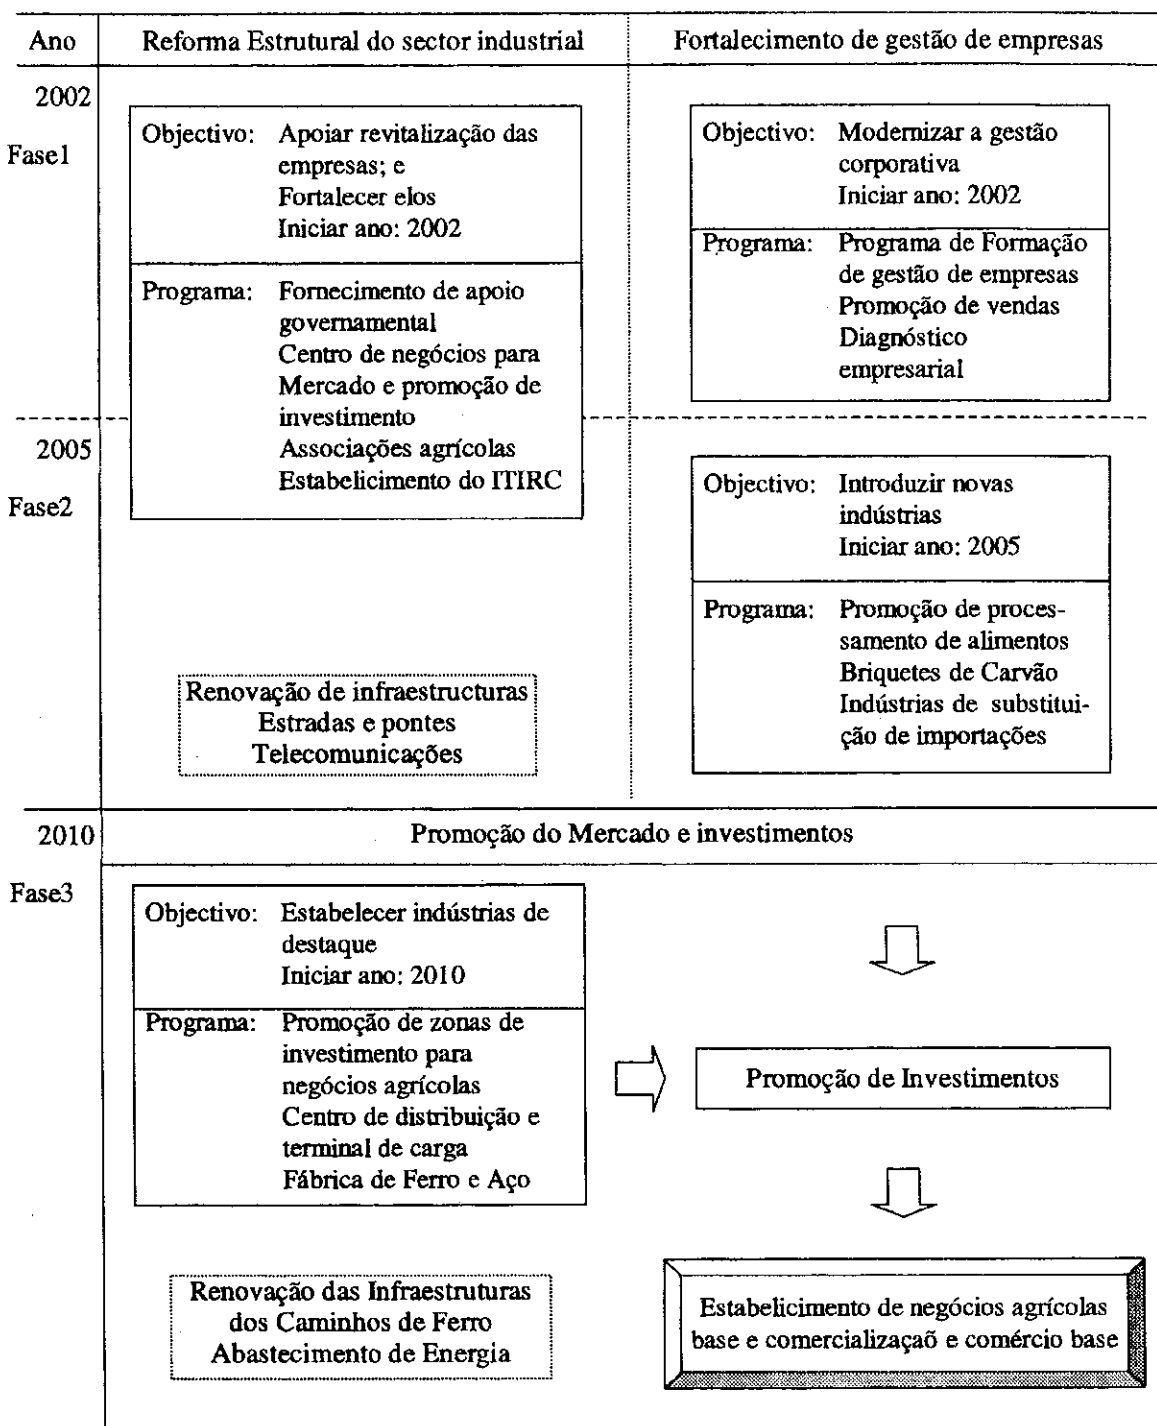 Ano
Reforma Estrutural do sector industrial
Fortalecimento de gestão de empresas
2002
Fase1
Objectivo: Apoiar revitalização das
empresas; e
Fortalecer elos
Iniciar ano: 2002
Programa: Fornecimento de apoio
governamental
Centro de negócios para
Mercado e promoção de
investimento
Associações agrícolas
Estabelicimento do ITIRC
Objectivo: Modernizar a gestão
corporativa
Iniciar ano: 2002
Programa: Programa de Formação
de gestão de empresas
Promoção de vendas
Diagnóstico
empresarial
2005
Fase2
Objectivo: Introduzir novas
indústrias
Iniciar ano: 2005
Programa: Promoção de proces-
samento de alimentos
Briquetes de Carvão
Indústrias de substitui-
ção de importações
Renovação de infraestructuras
Estradas e pontes
Telecomunicações
2010
Promoção do Mercado e investimentos
Fase3
Objectivo: Estabelecer indústrias de
destaque
Iniciar ano: 2010
Programa: Promoção de zonas de
investimento para
negócios agrícolas
Centro de distribuição e
terminal de carga
Fábrica de Ferro e Aço
Promoção de Investimentos
Renovação das Infraestruturas
dos Caminhos de Ferro
Abastecimento de Energia
Estabelicimento de negócios agrícolas
base e comercializaçaõ e comércio base